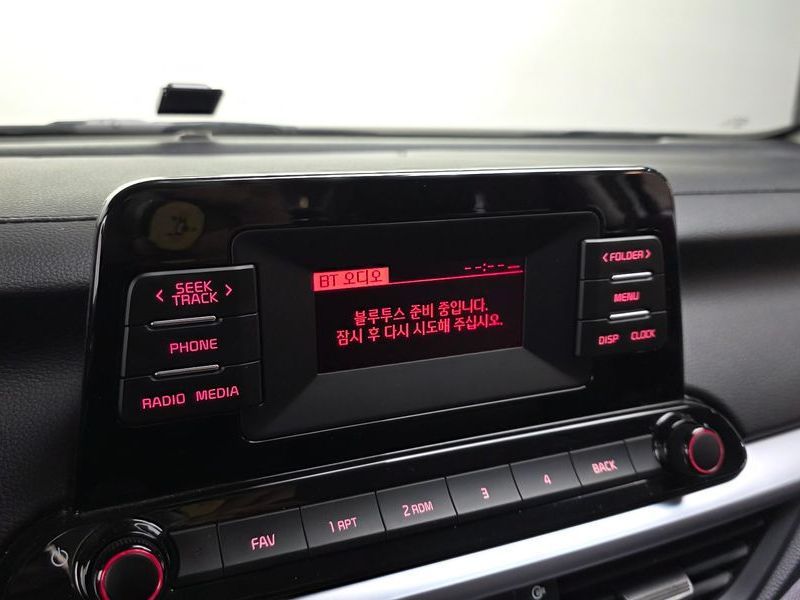 BT 오디오
--:--
블루투스 준비 중입니다.
잠시 후 다시 시도해 주십시오.
< SEEK >
TRACK
PHONE
RADIO MEDIA
<FOLDER>
MENU
DISP CLOCK
FAV
1 RPT
2 RDM
3
4
BACK